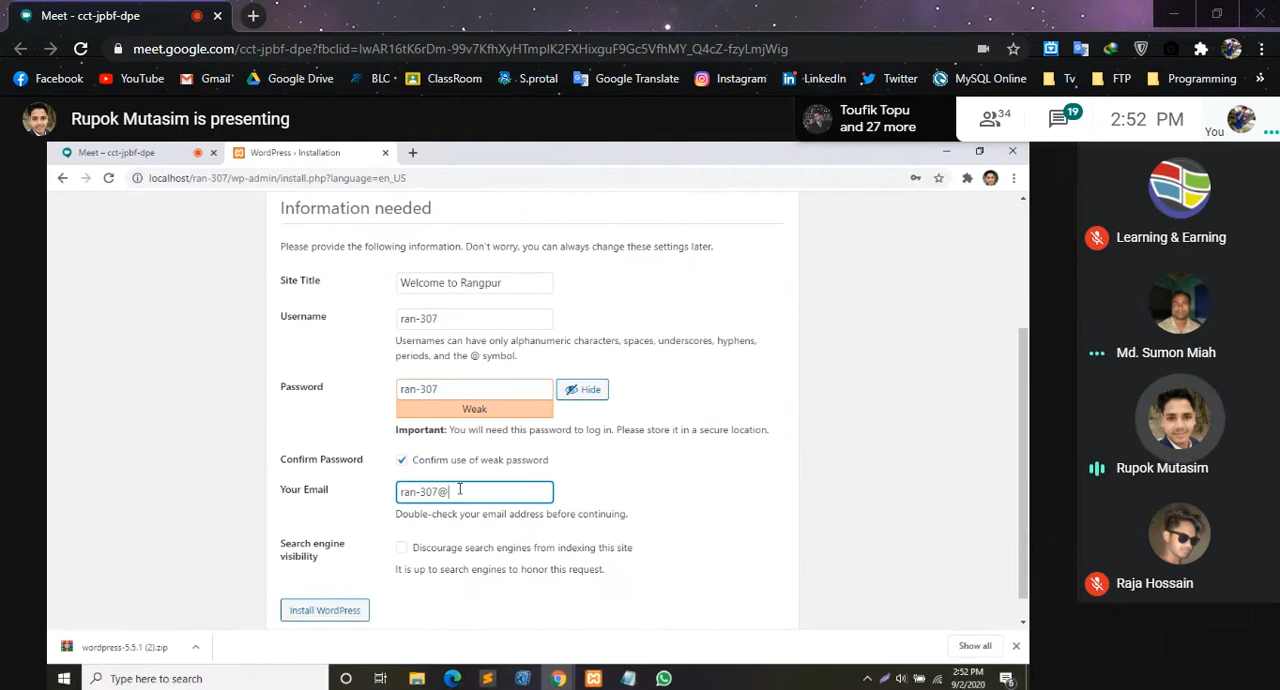 Meet - cct-jpbf-dpe
meet.google.com/cct-jpbf-dpe?fbclid=IwAR16tK6rDm-99v7KfhXyHTmplK2FXHixguF9Gc5VfhMY_Q4cZ-fzyLmjWig
Facebook YouTube Gmail Google Drive BLC ClassRoom S.protal Google Translate Instagram LinkedIn Twitter MySQL Online Tv FTP Programming »
Rupok Mutasim is presenting
Toufik Topu
and 27 more
34
19
2:52 PM
You
Meet – cct-jpbf-dpe
WordPress › Installation
localhost/ran-307/wp-admin/install.php?language=en_US
Information needed
Please provide the following information. Don't worry, you can always change these settings later.
Site Title Welcome to Rangpur
Username ran-307
Usernames can have only alphanumeric characters, spaces, underscores, hyphens,
periods, and the @ symbol.
Password ran-307 Hide
Weak
Important: You will need this password to log in. Please store it in a secure location.
Confirm Password Confirm use of weak password
Your Email ran-307@
Double-check your email address before continuing.
Search engine
visibility
Discourage search engines from indexing this site
It is up to search engines to honor this request.
Install WordPress
wordpress-5.5.1 (2).zip
Show all
Type here to search
2:52 PM
9/2/2020
6
Learning & Earning
Md. Sumon Miah
Rupok Mutasim
Raja Hossain